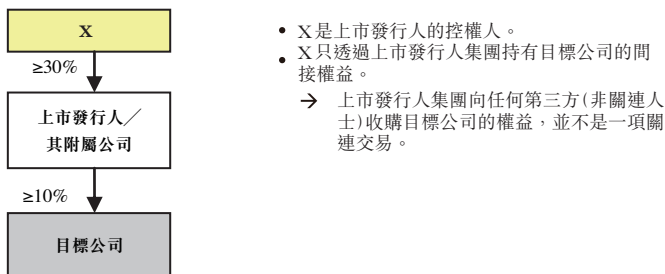 X
≥30%
上市發行人／
其附屬公司
≥10%
目標公司
• X是上市發行人的控權人。
• X只透過上市發行人集團持有目標公司的間
接權益。
→ 上市發行人集團向任何第三方(非關連人
士)收購目標公司的權益，並不是一項關
連交易。